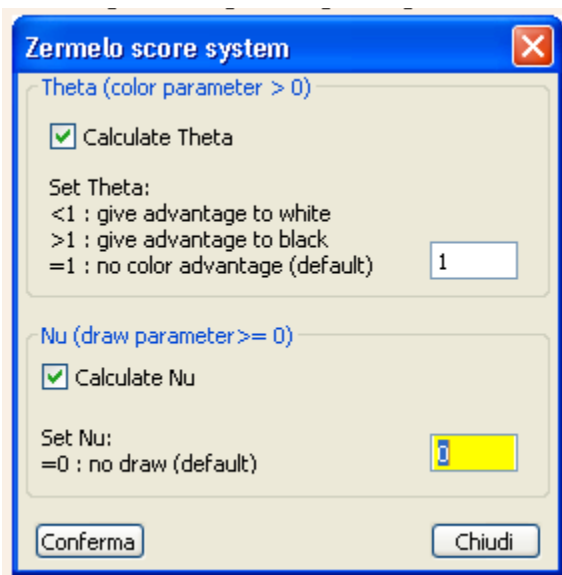 Zermelo score system
Theta (color parameter > 0)
Calculate Theta
Set Theta:
<1 : give advantage to white
>1 : give advantage to black
=1 : no color advantage (default)
1
Nu (draw parameter>= 0)
Calculate Nu
Set Nu:
=0 : no draw (default)
0
Conferma
Chiudi